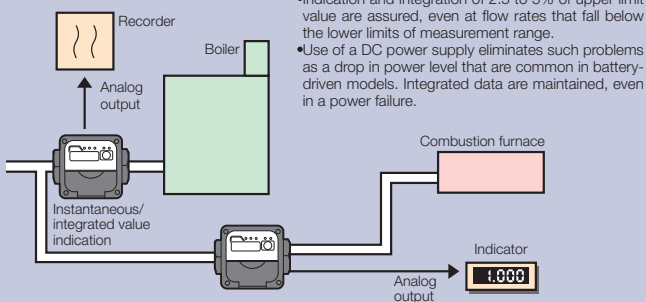 •Indication and integration of 2.5 to 5% of upper limit
value are assured, even at flow rates that fall below
the lower limits of measurement range.
•Use of a DC power supply eliminates such problems
as a drop in power level that are common in battery-
driven models. Integrated data are maintained, even
in a power failure.
Recorder
Boiler
Analog
output
Combustion furnace
Instantaneous/
integrated value
indication
Indicator
1.000
Analog
output